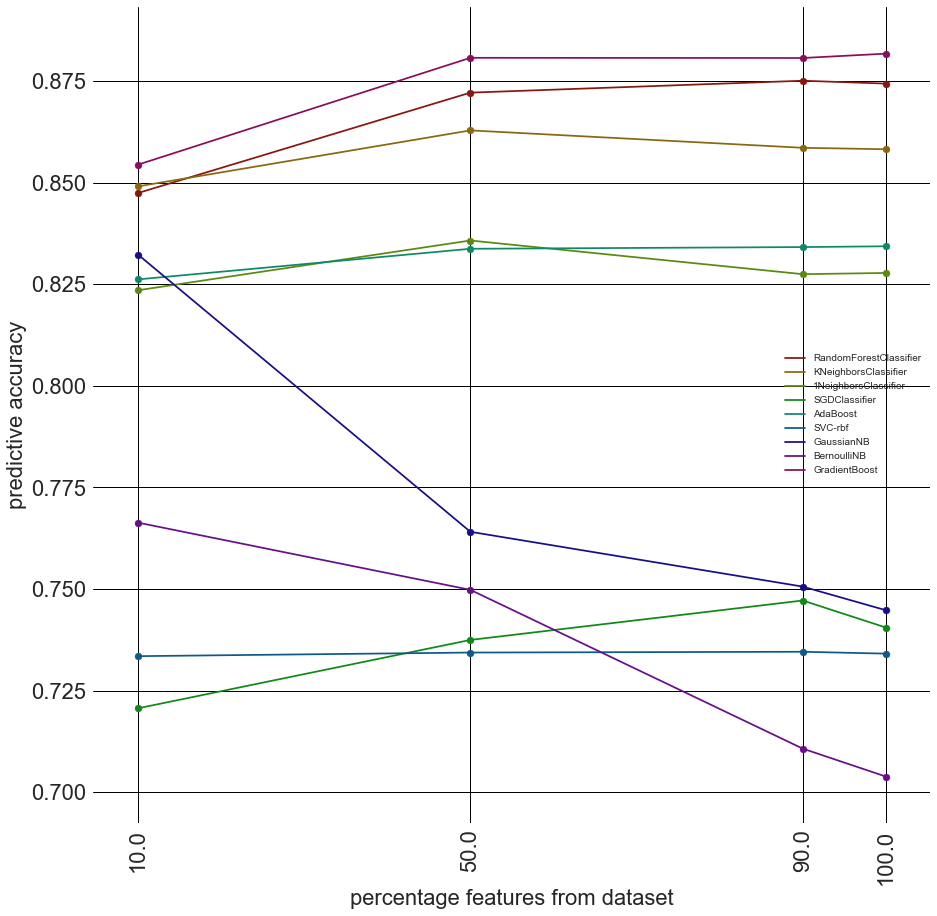 0.875
0.850
0.825
0.800
0.775
0.750
0.725
0.700
predictive accuracy
RandomForestClassifier
KNeighborsClassifier
1NeighborsClassifier
SGDClassifier
AdaBoost
SVC-rbf
GaussianNB
BernoulliNB
GradientBoost
10.0
50.0
90.0
100.0
percentage features from dataset